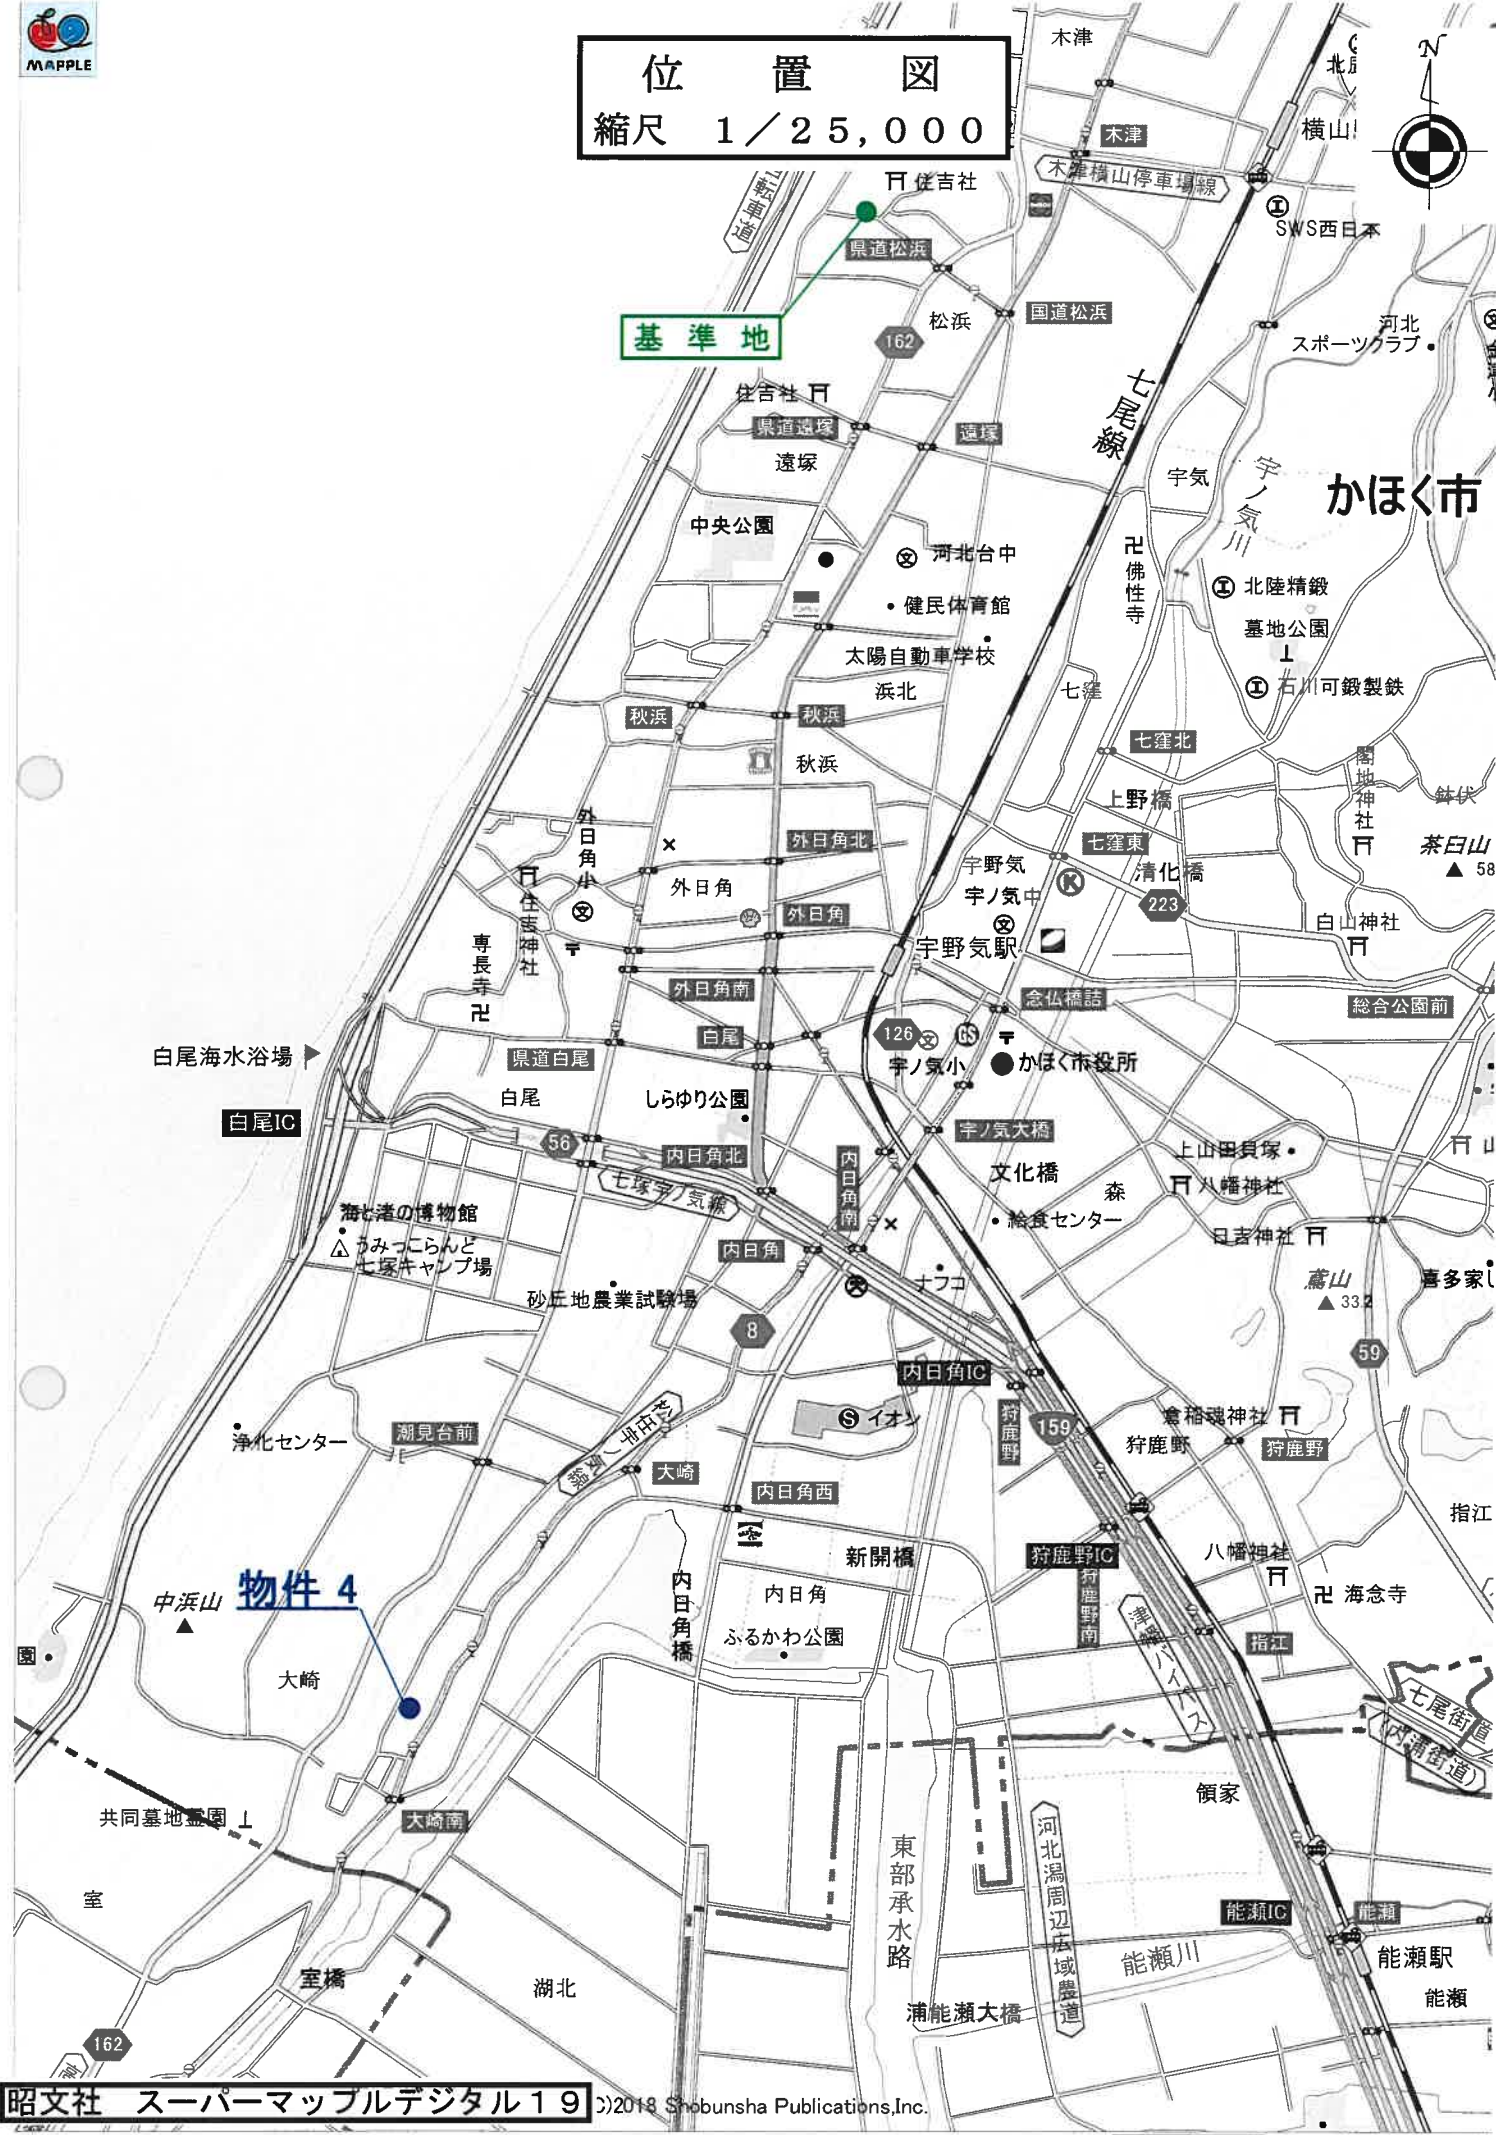 MAPPLE
位置図
縮尺 1/25,000
N
木津
木津
横山
木津横山停車場線
住吉社
転車道
SWS西日本
県道松浜
基準地
松浜
国道松浜
162
河北
スポーツクラブ
七尾線
住吉社
県道遠塚
遠塚
遠塚
宇気
宇ノ気川
かほく市
中央公園
河北台中
佛性寺
健民体育館
北陸精鍛
墓地公園
太陽自動車学校
浜北
七窪
石川可鍛製鉄
秋浜
秋浜
七窪北
秋浜
上野橋
閣地神社
鉢伏
外日角小
外日角北
七窪東
茶臼山
58
宇野気
清化橋
外日角
宇ノ気中
223
住吉神社
外日角
白山神社
専長寺
宇野気駅
外日角南
念仏橋詰
総合公園前
白尾
126
白尾海水浴場
県道白尾
宇ノ気小
かほく市役所
白尾
しらゆり公園
白尾IC
56
内日角北
宇ノ気大橋
内日角南
文化橋
上山田貝塚
七塚宇ノ気線
森
八幡神社
海と渚の博物館
給食センター
日吉神社
うみっこらんど
七塚キャンプ場
内日角
鳶山
33.2
喜多家
砂丘地農業試験場
ナフコ
8
59
内日角IC
松任宇ノ気線
イオン
狩鹿野
159
倉稲魂神社
狩鹿野
狩鹿野
浄化センター
潮見台前
大崎
内日角西
指江
新開橋
狩鹿野IC
八幡神社
物件4
中浜山
内日角橋
内日角
狩鹿野南
海念寺
ふるかわ公園
津幡バイパス
指江
園
大崎
七尾街道
(内浦街道)
領家
共同墓地霊園
大崎南
東部承水路
河北潟周辺広域農道
室
能瀬IC
能瀬
能瀬川
能瀬駅
室橋
湖北
能瀬
浦能瀬大橋
162
昭文社 スーパーマップルデジタル19
2018 Shobunsha Publications,Inc.